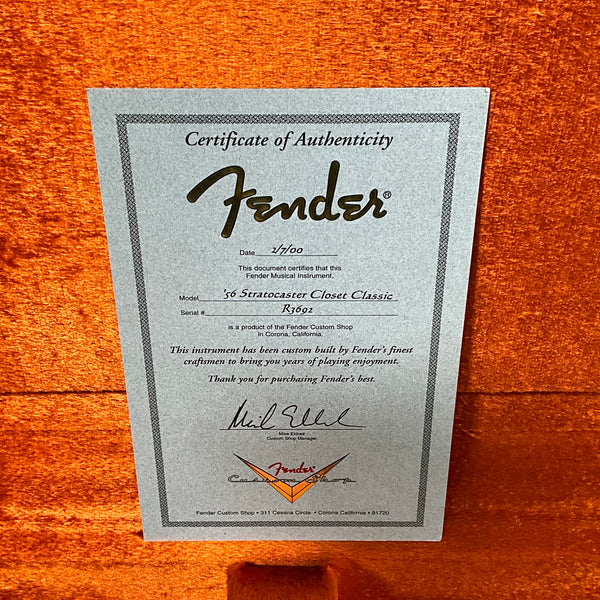 Certificate of Authenticity
Fender®
Date 2/7/00
This document certifies that this
Fender Musical Instrument,
Model '56 Stratocaster Closet Classic
Serial # R3692
is a product of the Fender Custom Shop
in Corona, California.
This instrument has been custom built by Fender's finest
craftsmen to bring you years of playing enjoyment.
Thank you for purchasing Fender's best.
Mike Eldred
Mike Eldred
Custom Shop Manager
Fender
Custom Shop
Fender Custom Shop • 311 Cessna Circle • Corona, California • 91720